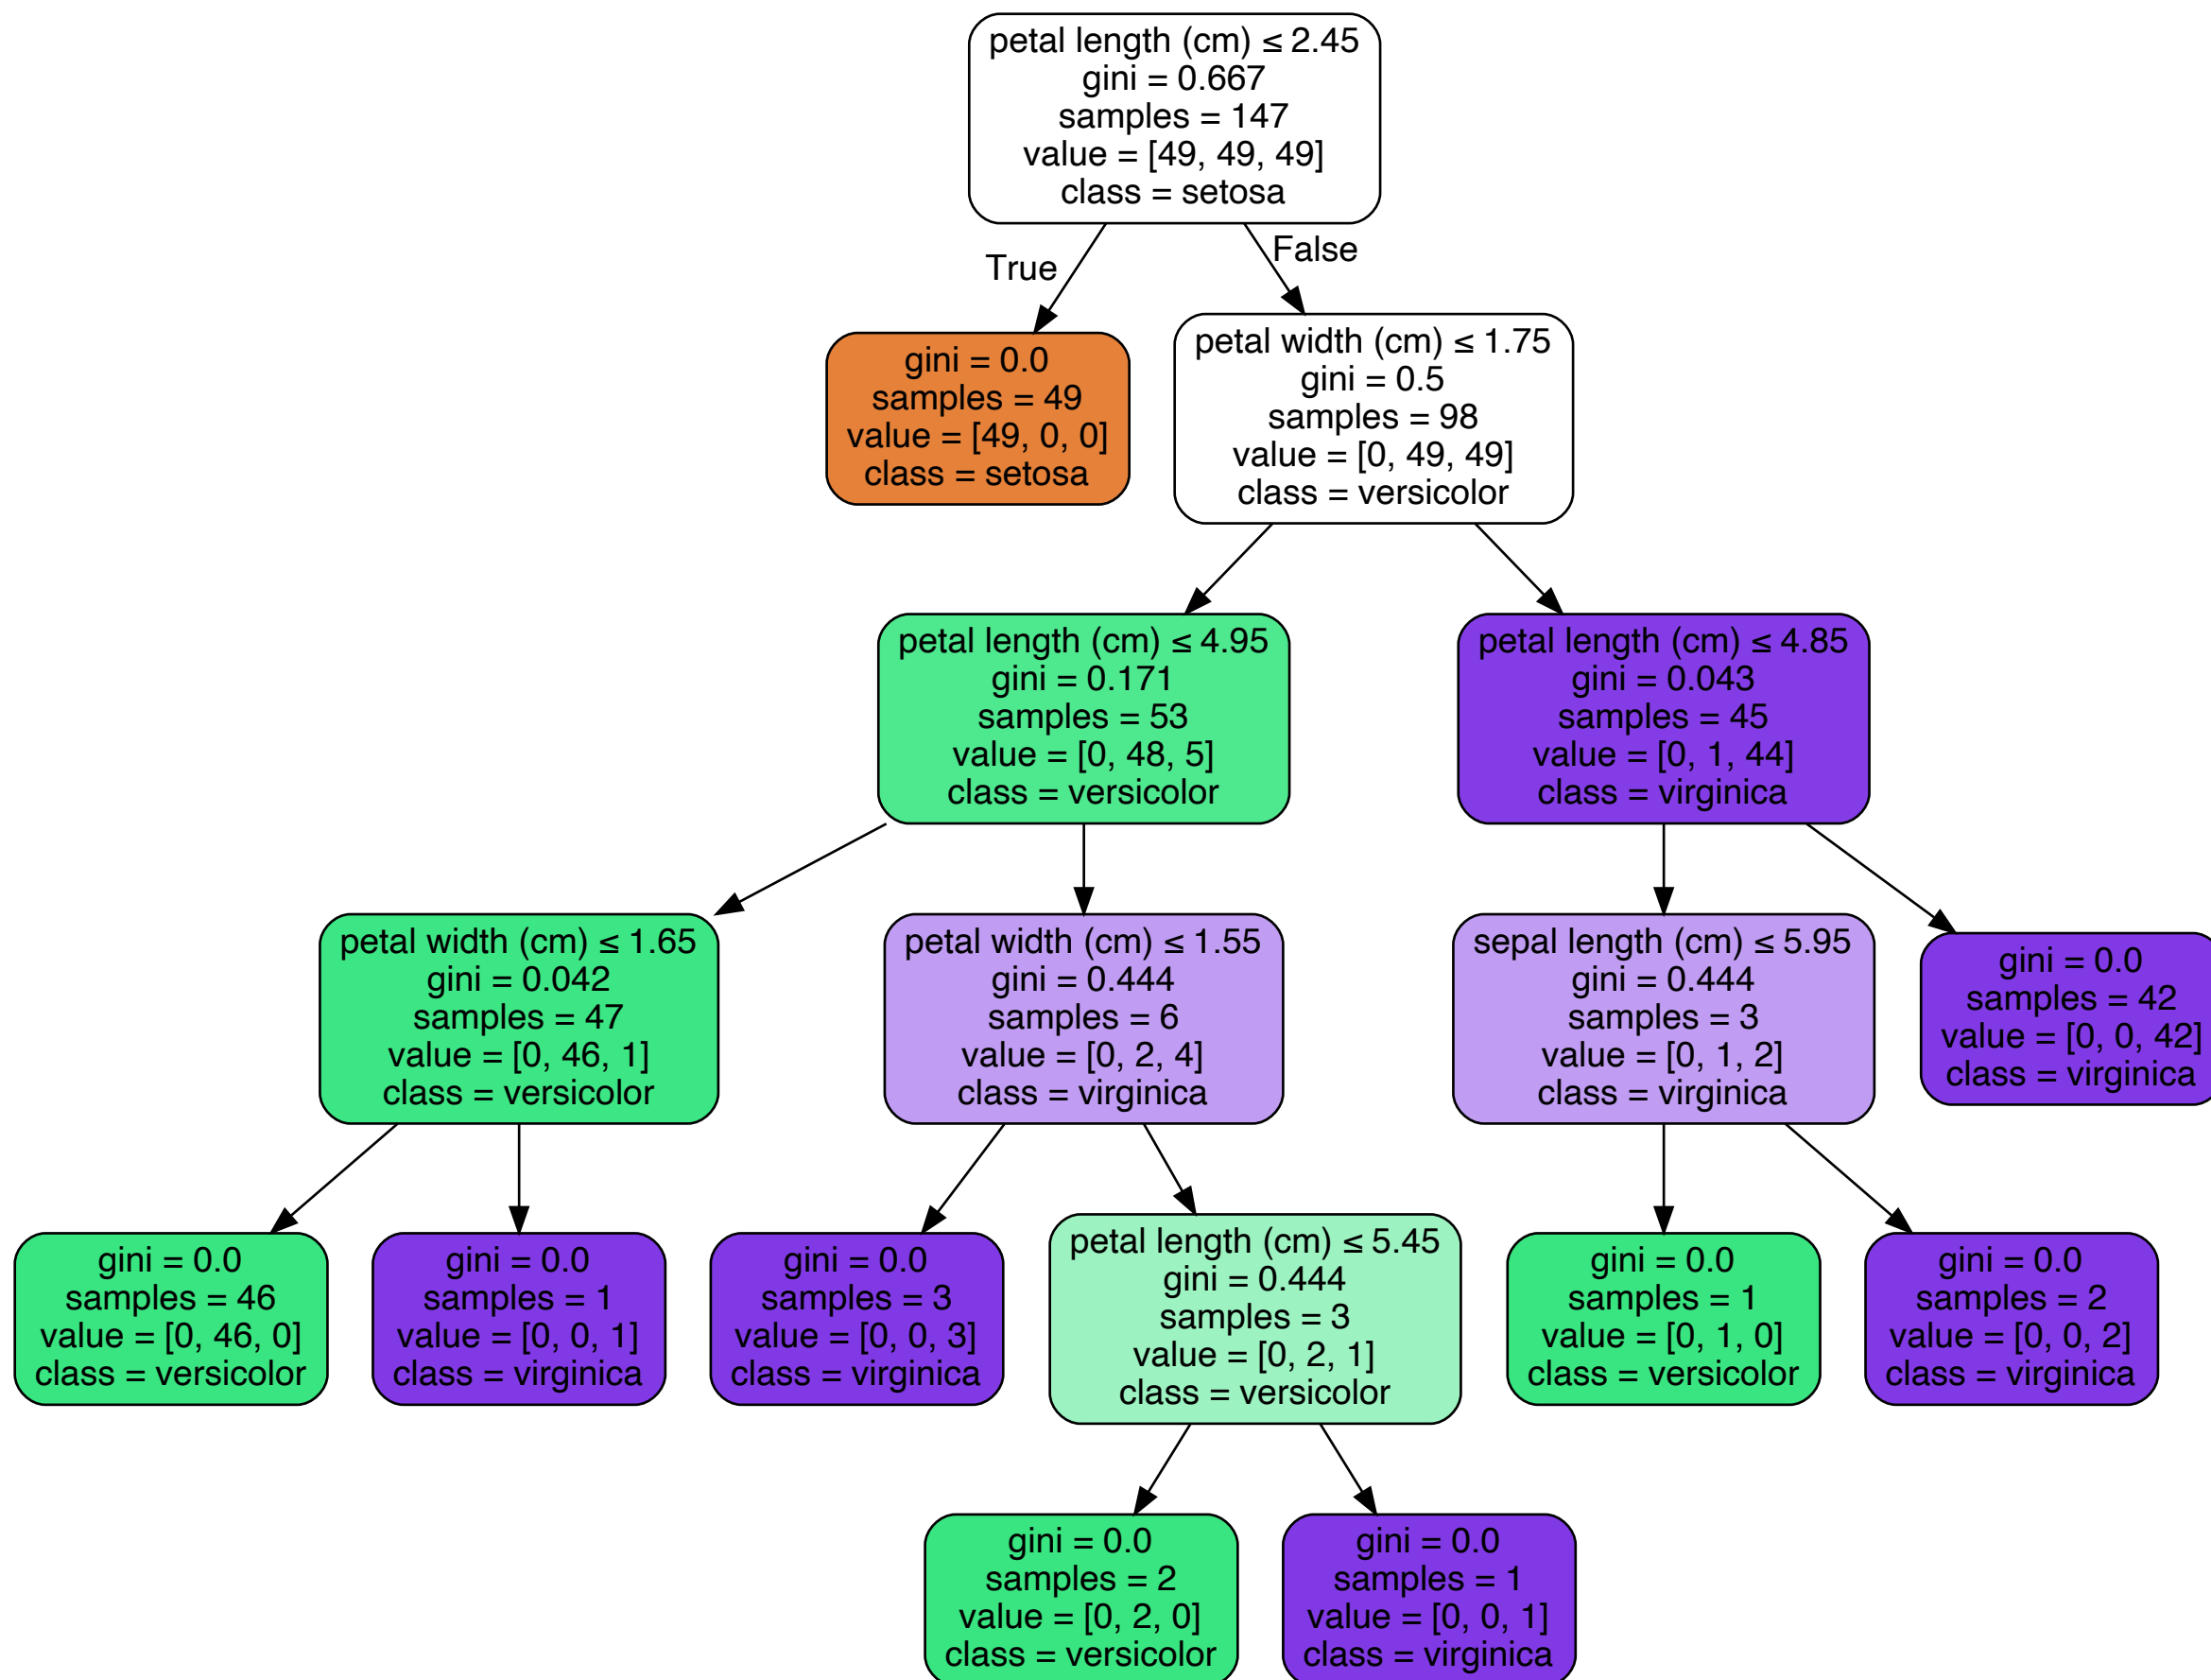 petal length (cm) ≤ 2.45
gini = 0.667
samples = 147
value = [49, 49, 49]
class = setosa
True
False
gini = 0.0
samples = 49
value = [49, 0, 0]
class = setosa
petal width (cm) ≤ 1.75
gini = 0.5
samples = 98
value = [0, 49, 49]
class = versicolor
petal length (cm) ≤ 4.95
gini = 0.171
samples = 53
value = [0, 48, 5]
class = versicolor
petal length (cm) ≤ 4.85
gini = 0.043
samples = 45
value = [0, 1, 44]
class = virginica
petal width (cm) ≤ 1.65
gini = 0.042
samples = 47
value = [0, 46, 1]
class = versicolor
petal width (cm) ≤ 1.55
gini = 0.444
samples = 6
value = [0, 2, 4]
class = virginica
sepal length (cm) ≤ 5.95
gini = 0.444
samples = 3
value = [0, 1, 2]
class = virginica
gini = 0.0
samples = 42
value = [0, 0, 42]
class = virginica
gini = 0.0
samples = 46
value = [0, 46, 0]
class = versicolor
gini = 0.0
samples = 1
value = [0, 0, 1]
class = virginica
gini = 0.0
samples = 3
value = [0, 0, 3]
class = virginica
petal length (cm) ≤ 5.45
gini = 0.444
samples = 3
value = [0, 2, 1]
class = versicolor
gini = 0.0
samples = 1
value = [0, 1, 0]
class = versicolor
gini = 0.0
samples = 2
value = [0, 0, 2]
class = virginica
gini = 0.0
samples = 2
value = [0, 2, 0]
class = versicolor
gini = 0.0
samples = 1
value = [0, 0, 1]
class = virginica